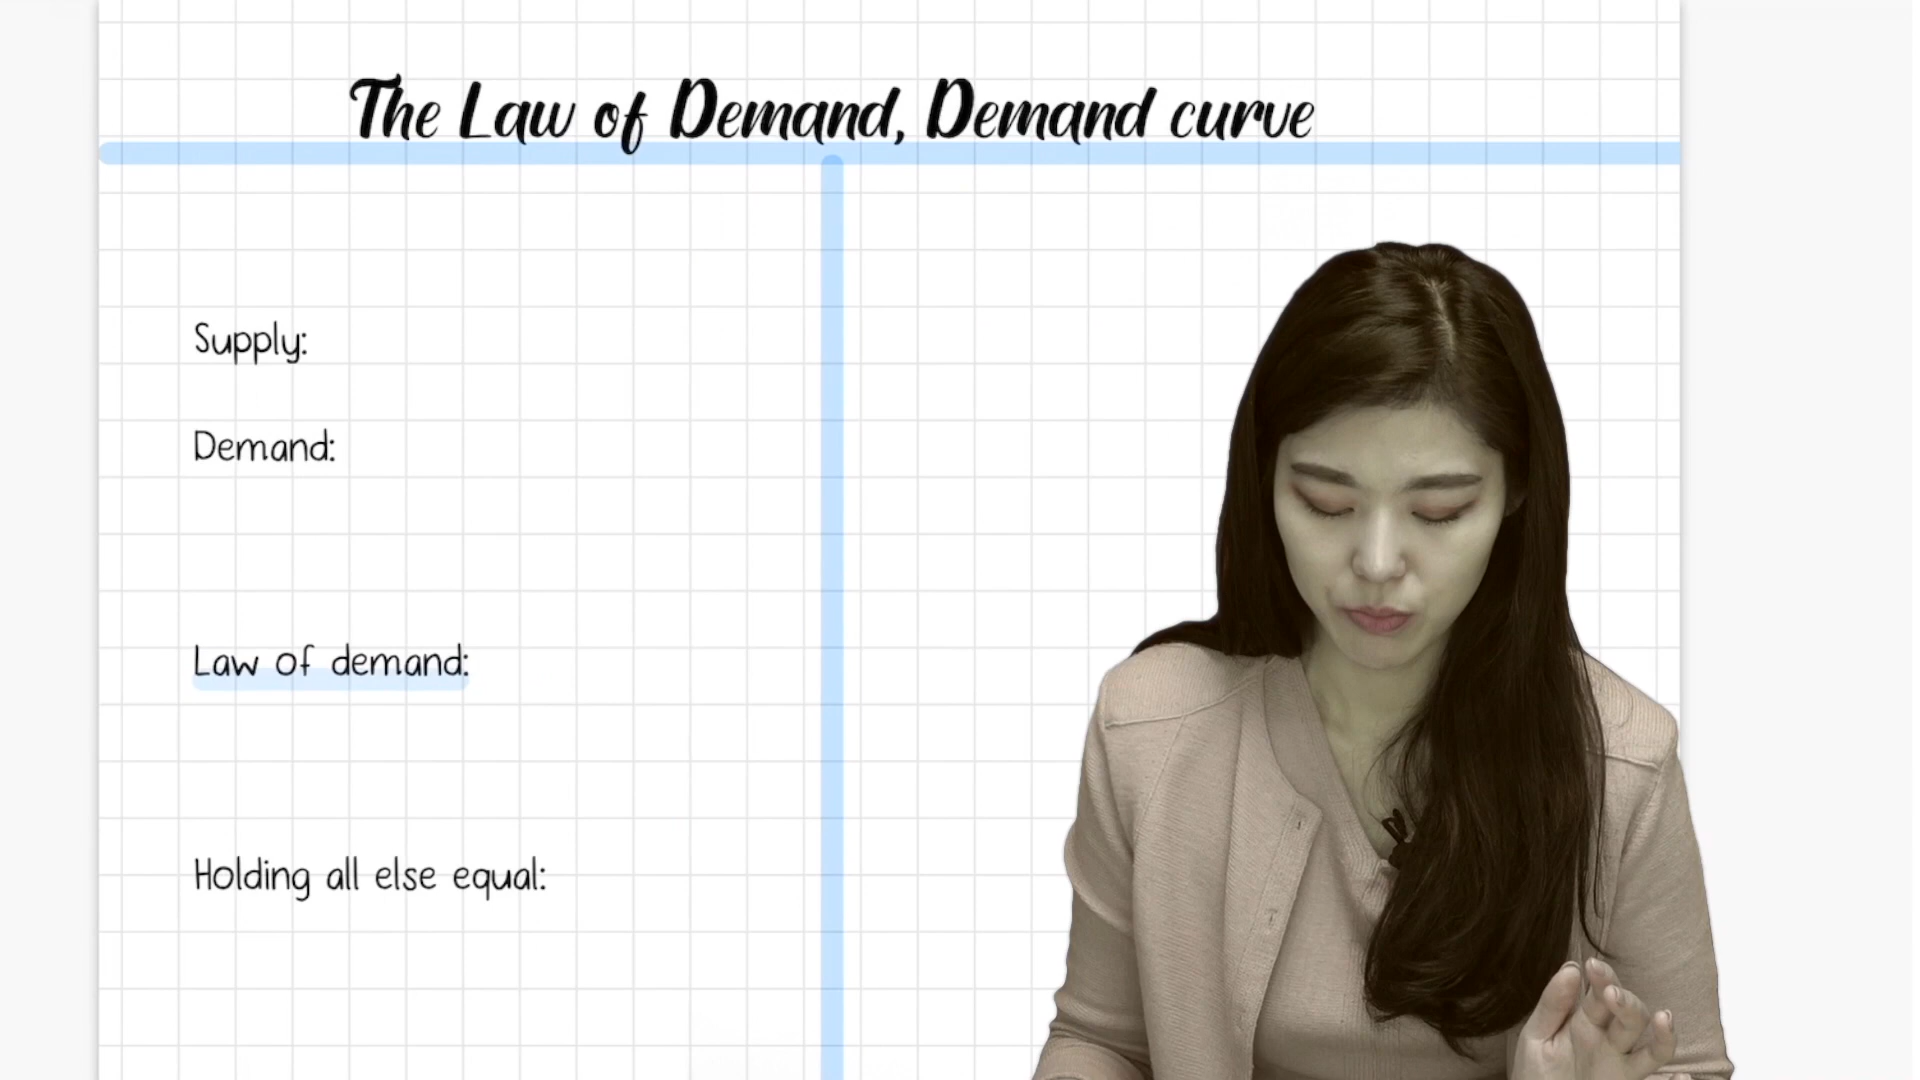 The Law of Demand, Demand curve
Supply:
Demand:
Law of demand:
Holding all else equal: